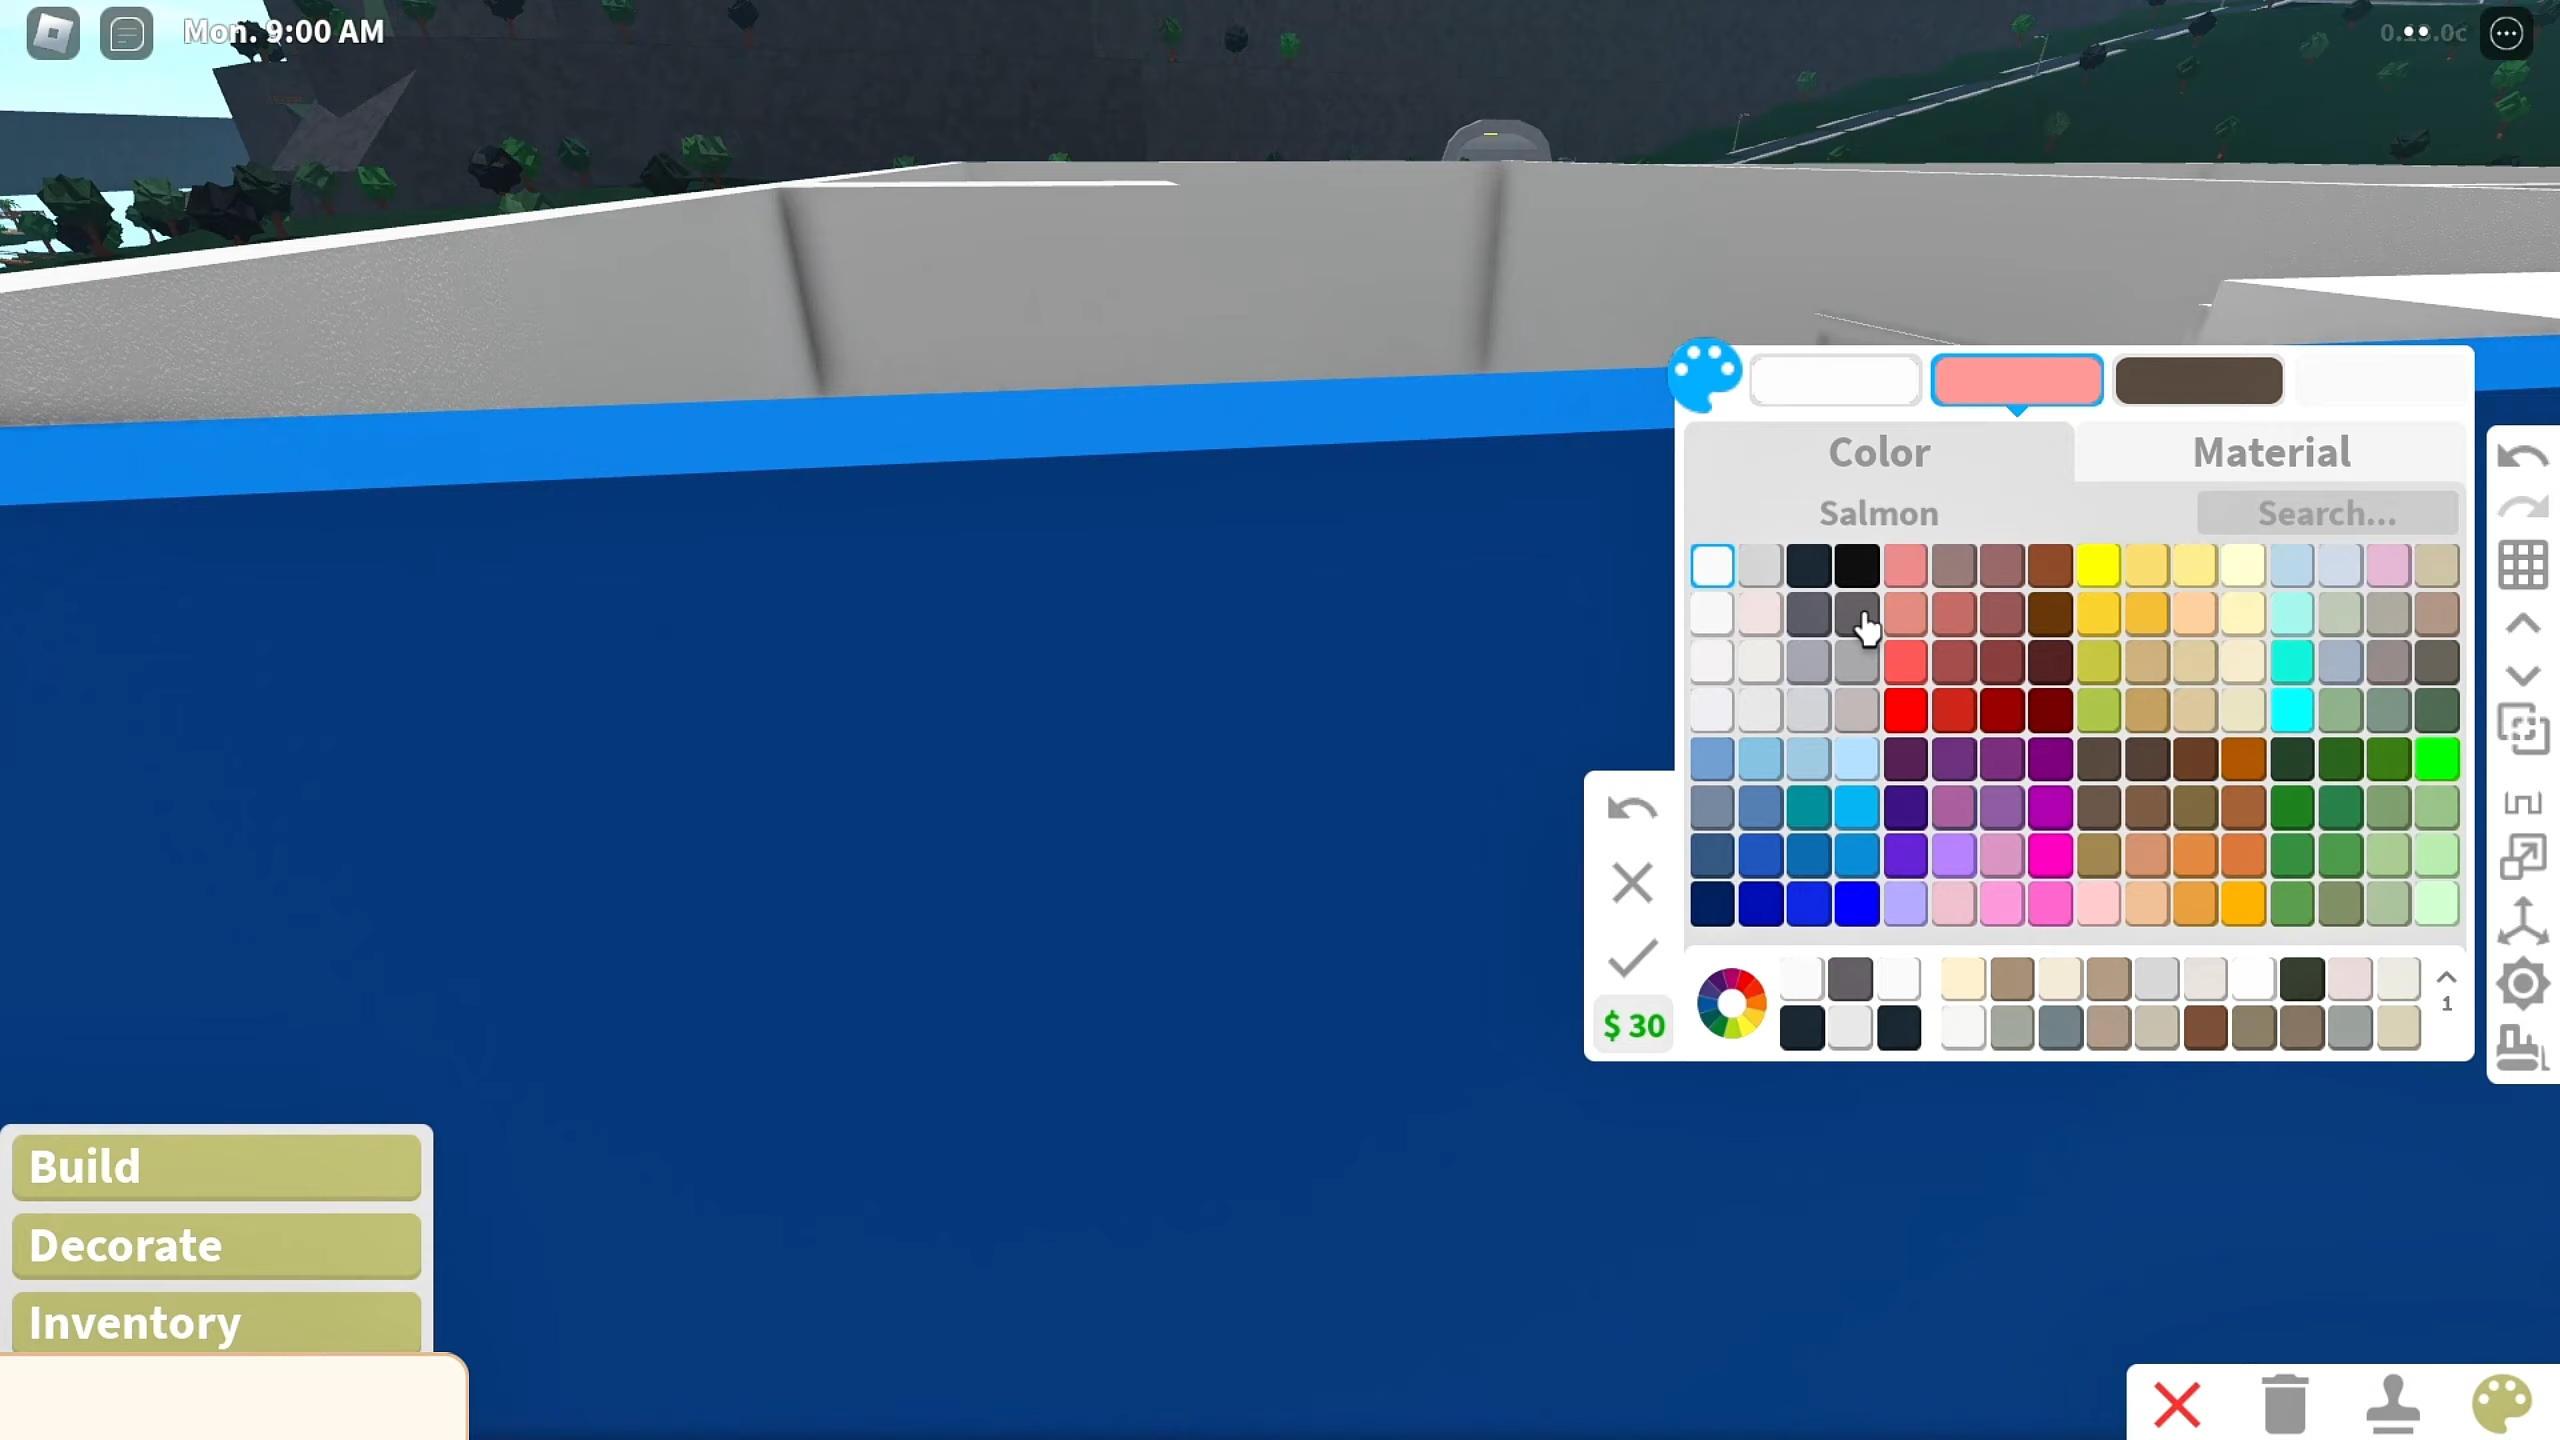 Mon. 9:00 AM
Color
Material
Salmon
Search...
1
$ 30
Build
Decorate
Inventory